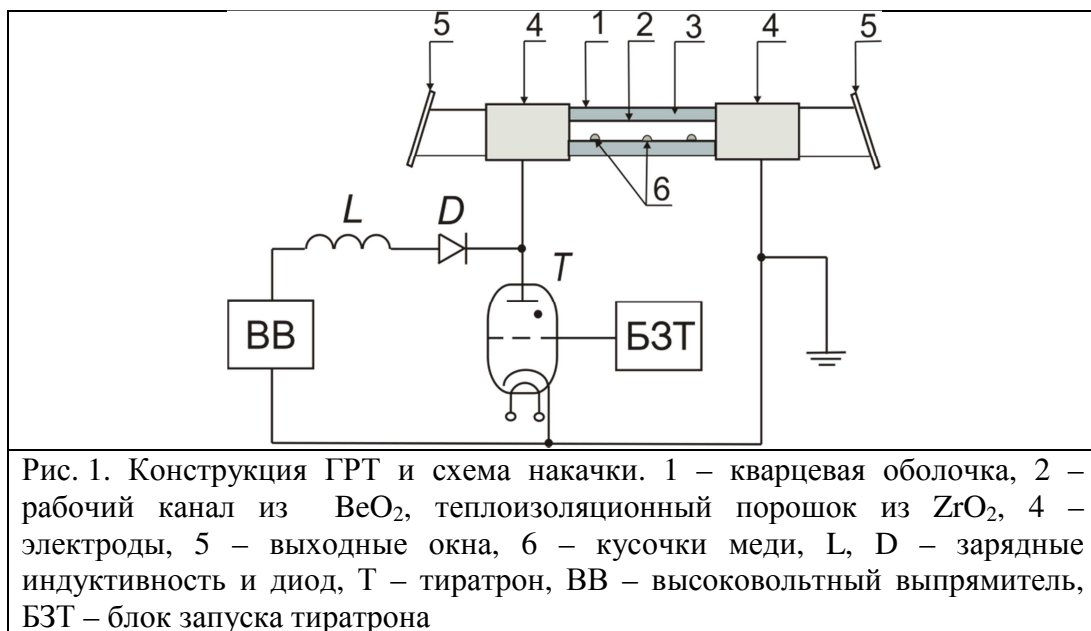 5 4 1 2 3 4 5
6
L D
T
ВВ
БЗТ
Рис. 1. Конструкция ГРТ и схема накачки. 1 – кварцевая оболочка, 2 –
рабочий канал из BeO₂, теплоизоляционный порошок из ZrO₂, 4 –
электроды, 5 – выходные окна, 6 – кусочки меди, L, D – зарядные
индуктивность и диод, Т – тиратрон, ВВ – высоковольтный выпрямитель,
БЗТ – блок запуска тиратрона